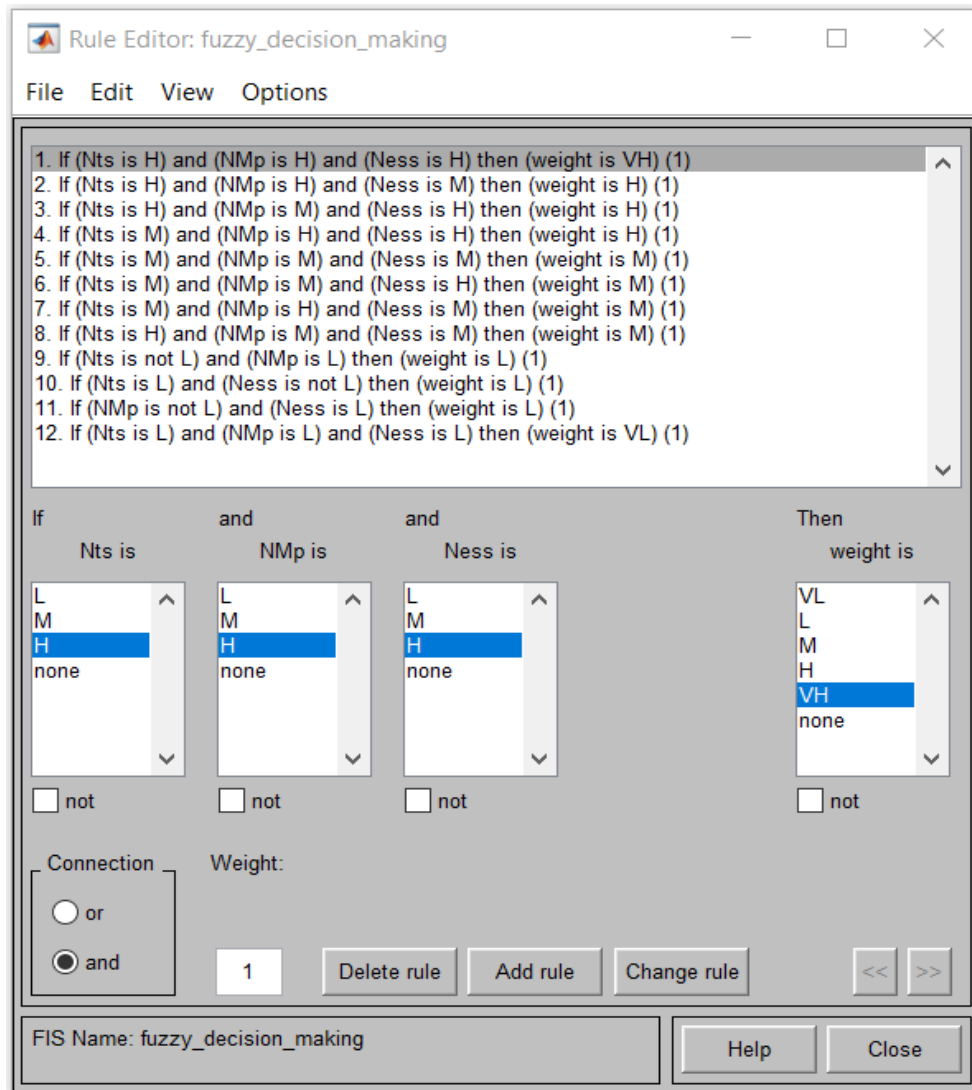 Rule Editor: fuzzy_decision_making
File Edit View Options
1. If (Nts is H) and (NMp is H) and (Ness is H) then (weight is VH) (1)
2. If (Nts is H) and (NMp is H) and (Ness is M) then (weight is H) (1)
3. If (Nts is H) and (NMp is M) and (Ness is H) then (weight is H) (1)
4. If (Nts is M) and (NMp is H) and (Ness is H) then (weight is H) (1)
5. If (Nts is M) and (NMp is M) and (Ness is M) then (weight is M) (1)
6. If (Nts is M) and (NMp is M) and (Ness is H) then (weight is M) (1)
7. If (Nts is M) and (NMp is H) and (Ness is M) then (weight is M) (1)
8. If (Nts is H) and (NMp is M) and (Ness is M) then (weight is M) (1)
9. If (Nts is not L) and (NMp is L) then (weight is L) (1)
10. If (Nts is L) and (Ness is not L) then (weight is L) (1)
11. If (NMp is not L) and (Ness is L) then (weight is L) (1)
12. If (Nts is L) and (NMp is L) and (Ness is L) then (weight is VL) (1)
If and and Then
Nts is NMp is Ness is weight is
L L L VL
M M M L
H H H M
none none none H
VH
none
not not not not
Connection Weight:
or
and 1 Delete rule Add rule Change rule << >>
FIS Name: fuzzy_decision_making Help Close